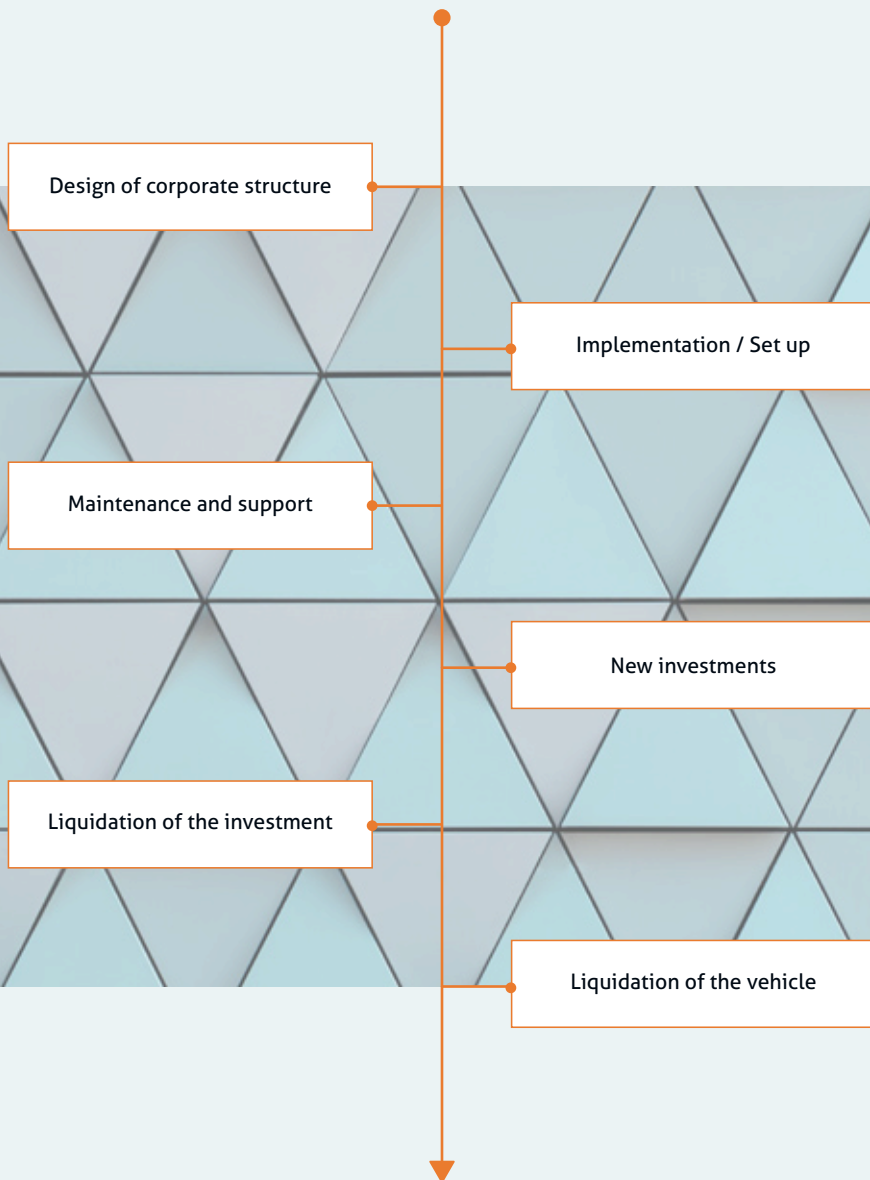 Design of corporate structure
Implementation / Set up
Maintenance and support
New investments
Liquidation of the investment
Liquidation of the vehicle